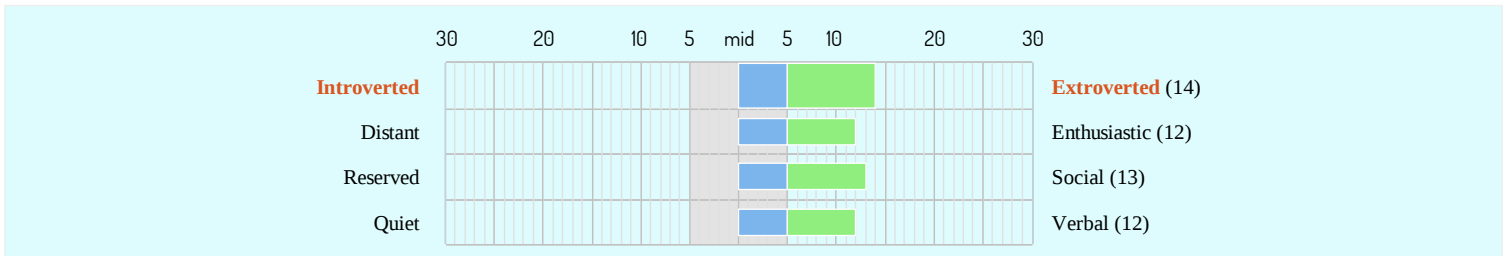 30 20 10 5 mid 5 10 20 30
Introverted Extroverted (14)
Distant Enthusiastic (12)
Reserved Social (13)
Quiet Verbal (12)